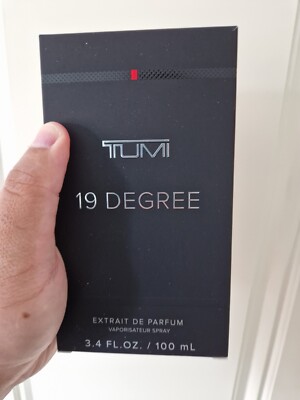 TUMI
19 DEGREE
EXTRAIT DE PARFUM
VAPORISATEUR SPRAY
3.4 FL.OZ. / 100 mL